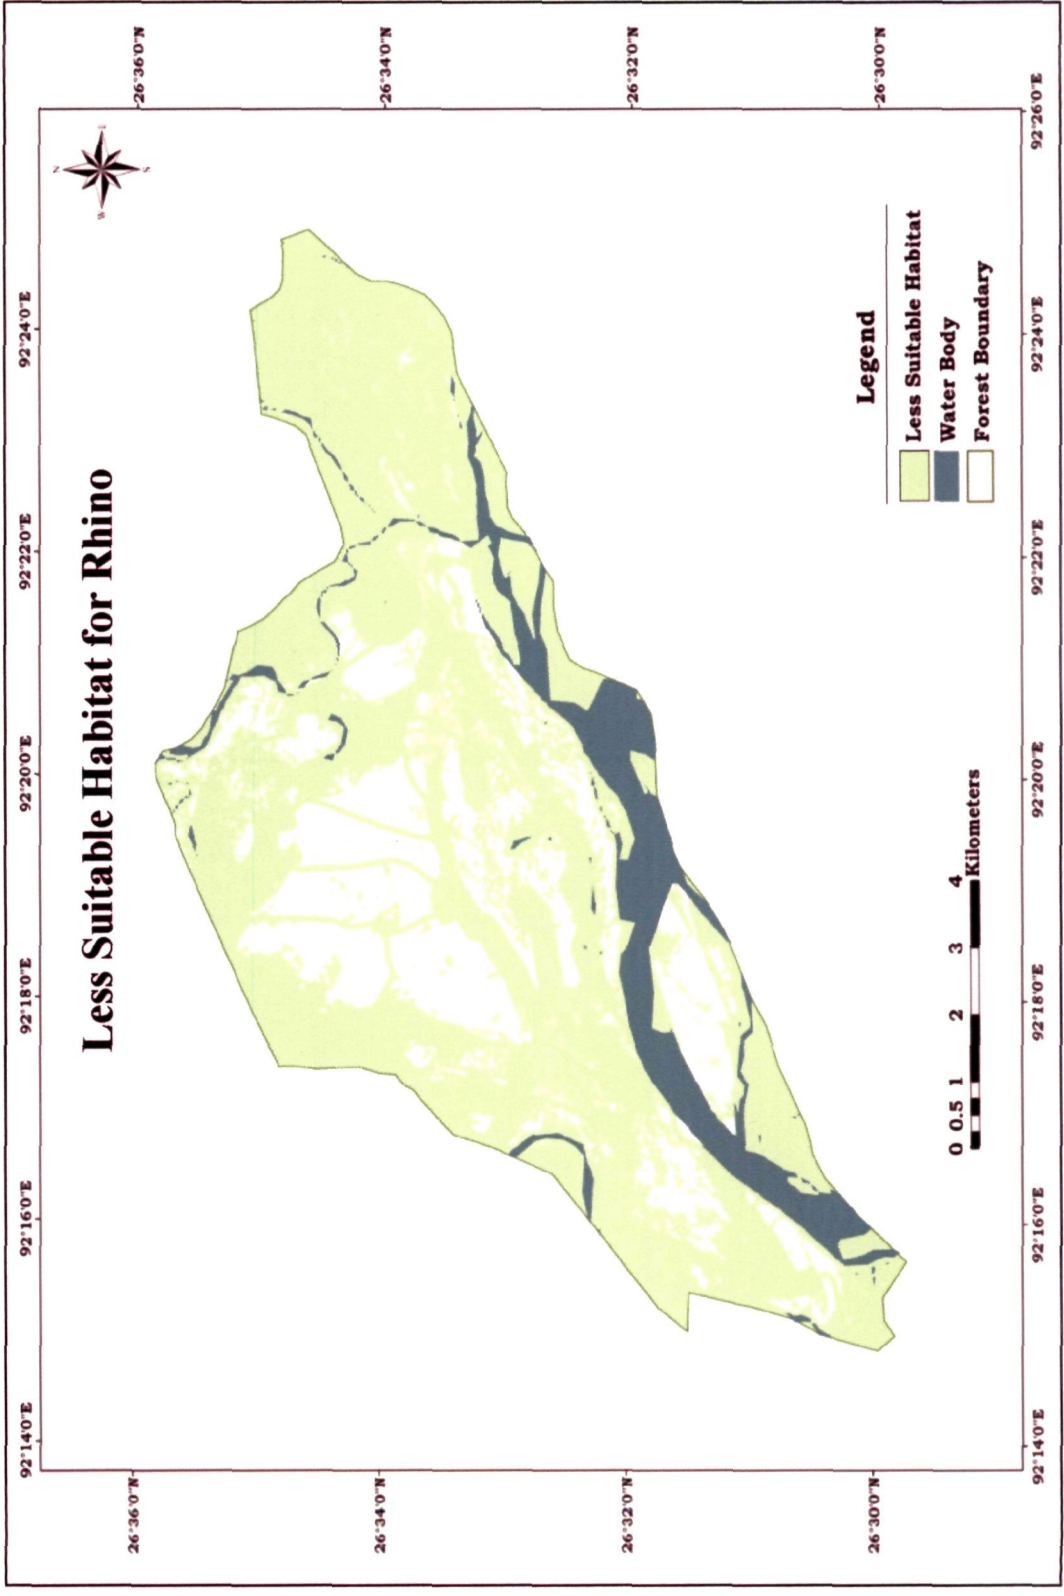 92°14'0"E 92°16'0"E 92°18'0"E 92°20'0"E 92°22'0"E 92°24'0"E
Less Suitable Habitat for Rhino
N
W
S
26°36'0"N 26°36'0"N
26°34'0"N 26°34'0"N
26°32'0"N 26°32'0"N
26°30'0"N 26°30'0"N
Legend
Less Suitable Habitat
Water Body
Forest Boundary
0 0.5 1 2 3 4
Kilometers
92°14'0"E 92°16'0"E 92°18'0"E 92°20'0"E 92°22'0"E 92°24'0"E 92°26'0"E